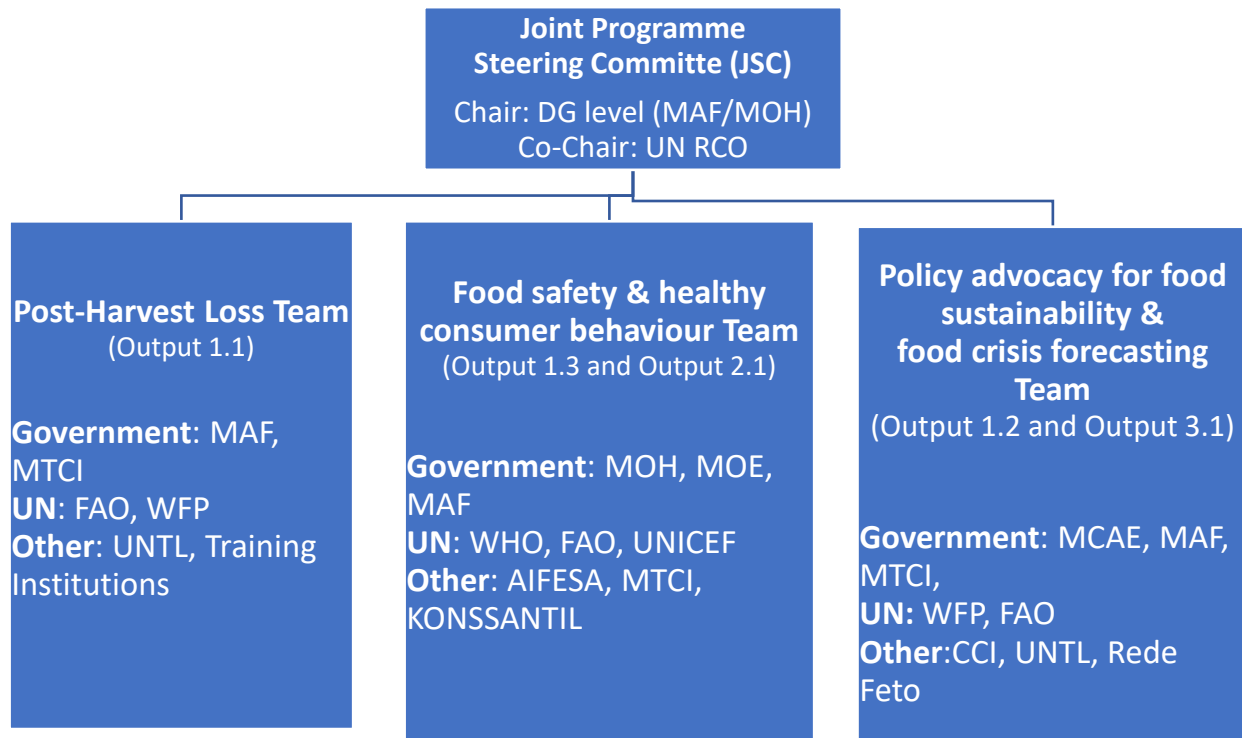 Joint Programme
Steering Committe (JSC)
Chair: DG level (MAF/MOH)
Co-Chair: UN RCO
Post-Harvest Loss Team
(Output 1.1)
Government: MAF,
MTCI
UN: FAO, WFP
Other: UNTL, Training
Institutions
Food safety & healthy
consumer behaviour Team
(Output 1.3 and Output 2.1)
Government: MOH, MOE,
MAF
UN: WHO, FAO, UNICEF
Other: AIFESA, MTCI,
KONSSANTIL
Policy advocacy for food
sustainability &
food crisis forecasting
Team
(Output 1.2 and Output 3.1)
Government: MCAE, MAF,
MTCI,
UN: WFP, FAO
Other:CCI, UNTL, Rede
Feto